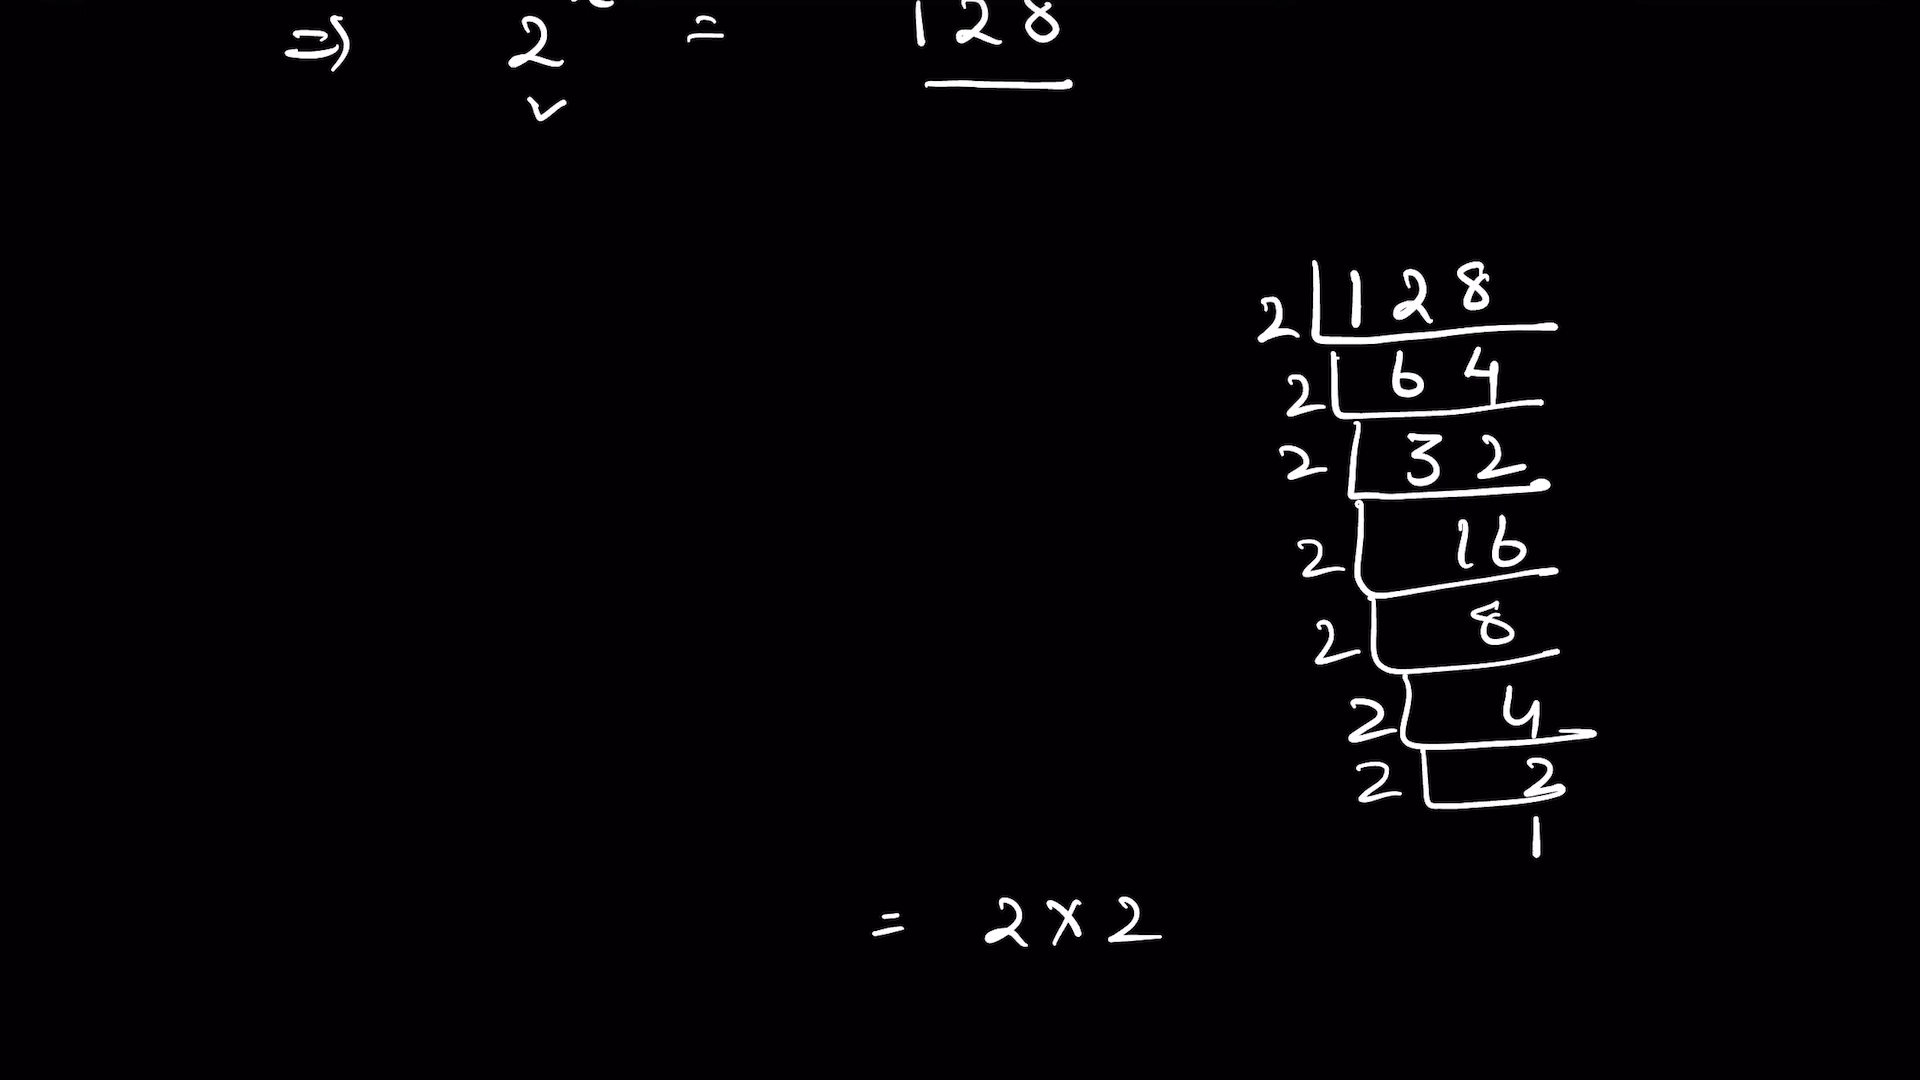 ⇒ 2 = 128
✓
2 | 128
2 | 64
2 | 32
2 | 16
2 | 8
2 | 4
2 | 2
1
= 2 × 2